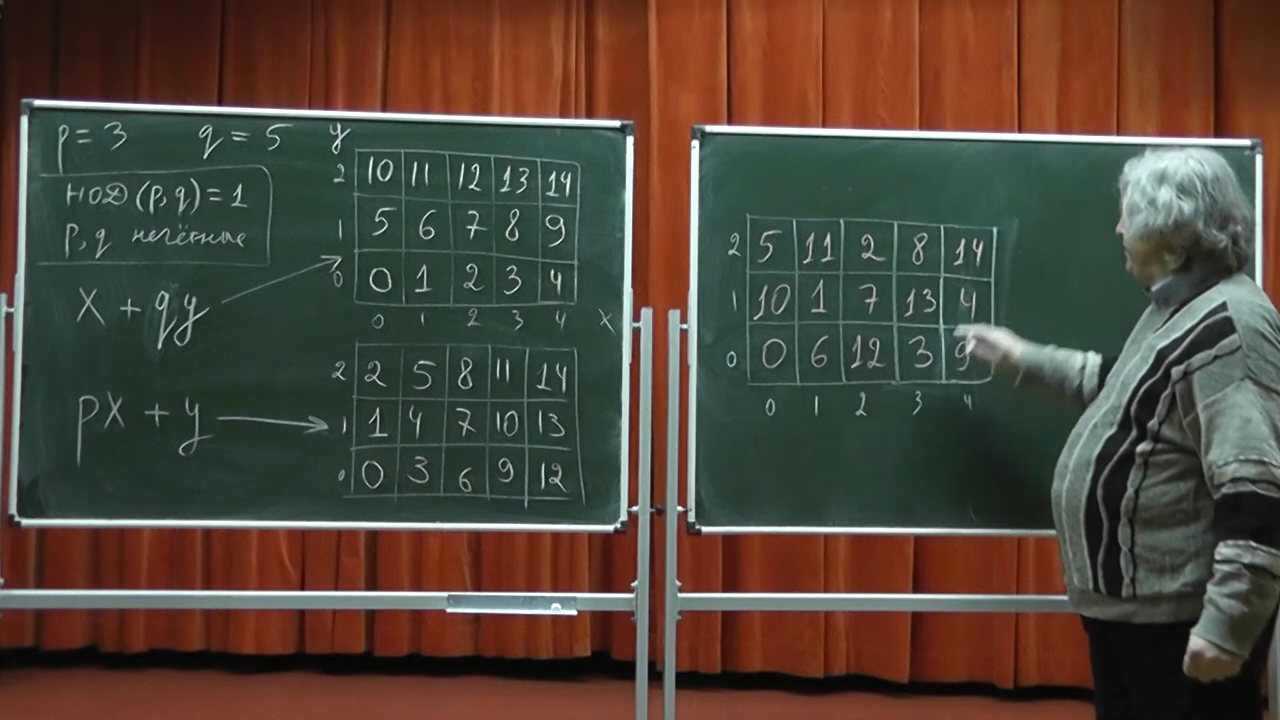 p = 3 q = 5
НОД (p, q) = 1
p, q нечётные
x + qy
px + y
y
2 10 11 12 13 14
1 5 6 7 8 9
0 0 1 2 3 4
0 1 2 3 4 x
2 2 5 8 11 14
1 1 4 7 10 13
0 0 3 6 9 12
2 5 11 2 8 14
1 10 1 7 13 4
0 0 6 12 3 9
0 1 2 3 4